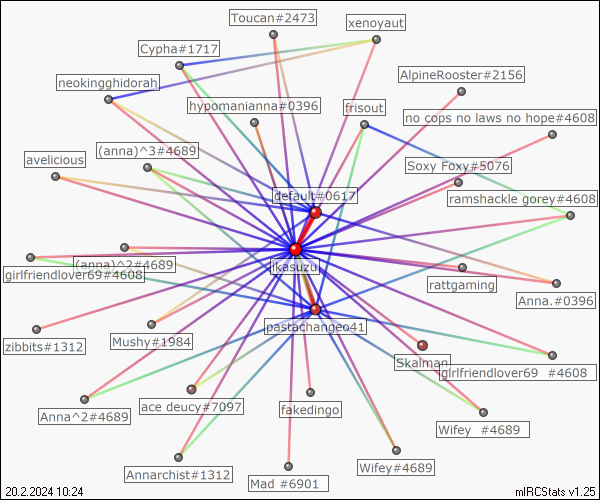 Toucan#2473
xenoyaut
Cypha#1717
AlpineRooster#2156
neokingghidorah
hypomanianna#0396
frisout
no cops no laws no hope#4608
avelicious
(anna)^3#4689
Soxy Foxy#5076
default#0617
ramshackle gorey#4608
(anna)^2#4689
ikasuzu
girlfriendlover69#4608
rattgaming
Anna.#0396
pastachangeo41
zibbits#1312
Mushy#1984
Skalman
girlfriendlover69 #4608
Anna^2#4689
ace deucy#7097
fakedingo
Wifey #4689
Annarchist#1312
Wifey#4689
Mad #6901
20.2.2024 10:24
mIRCStats v1.25